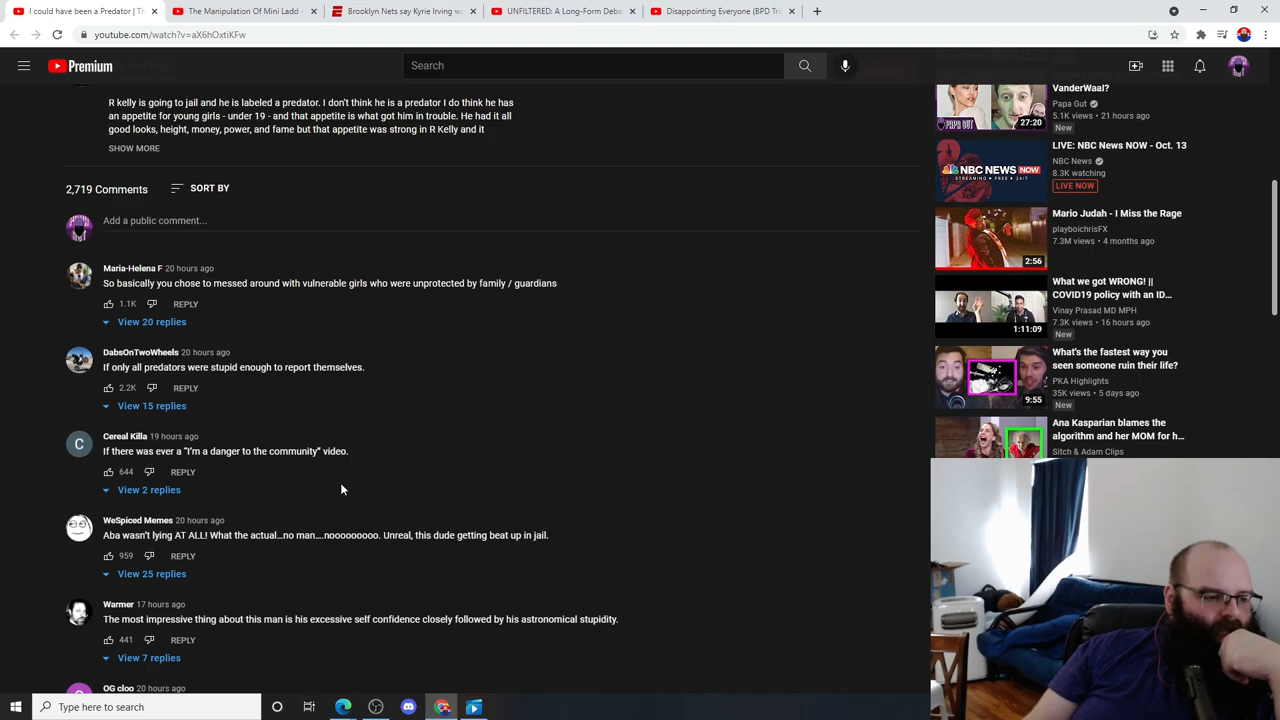 I could have been a Predator | Th
The Manipulation Of Mini Ladd -
Brooklyn Nets say Kyrie Irving wo
UNFILTERED: A Long-Form Deba
Disappointing Everyone (BPD Trig
youtube.com/watch?v=aX6hOxtiKFw
Premium
Search
R kelly is going to jail and he is labeled a predator. I don't think he is a predator I do think he has
an appetite for young girls - under 19 - and that appetite is what got him in trouble. He had it all
good looks, height, money, power, and fame but that appetite was strong in R Kelly and it
SHOW MORE
2,719 Comments
SORT BY
Add a public comment...
Maria-Helena F 20 hours ago
So basically you chose to messed around with vulnerable girls who were unprotected by family / guardians
1.1K REPLY
View 20 replies
DabsOnTwoWheels 20 hours ago
If only all predators were stupid enough to report themselves.
2.2K REPLY
View 15 replies
C
Cereal Killa 19 hours ago
If there was ever a “I’m a danger to the community” video.
644 REPLY
View 2 replies
WeSpiced Memes 20 hours ago
Aba wasn’t lying AT ALL! What the actual…no man….nooooooooo. Unreal, this dude getting beat up in jail.
959 REPLY
View 25 replies
Warmer 17 hours ago
The most impressive thing about this man is his excessive self confidence closely followed by his astronomical stupidity.
441 REPLY
View 7 replies
OG cloo 20 hours ago
VanderWaal?
Papa Gut
5.1K views • 21 hours ago
New
PAPA GUT
27:20
LIVE: NBC News NOW - Oct. 13
NBC News
8.3K watching
LIVE NOW
NBC NEWS NOW
STREAMING • FREE • 24/7
Mario Judah - I Miss the Rage
playboichrisFX
7.3M views • 4 months ago
2:56
What we got WRONG! ||
COVID19 policy with an ID...
Vinay Prasad MD MPH
7.3K views • 16 hours ago
New
1:11:09
What's the fastest way you
seen someone ruin their life?
PKA Highlights
35K views • 5 days ago
New
9:55
Ana Kasparian blames the
algorithm and her MOM for h...
Sitch & Adam Clips
Type here to search